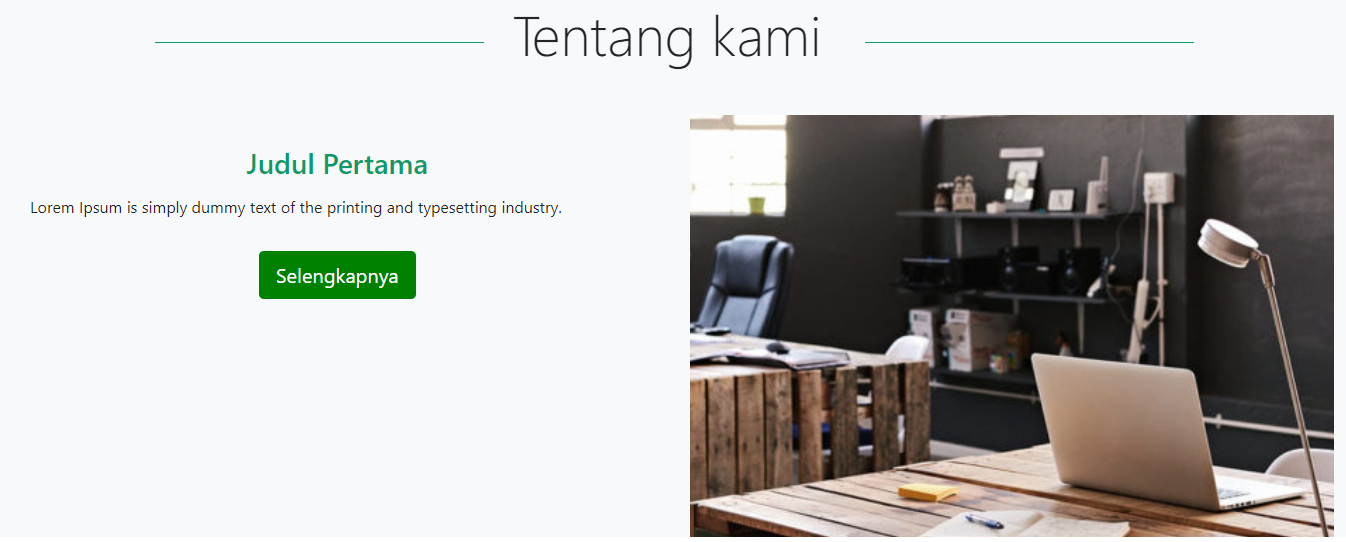 Tentang kami
Judul Pertama
Lorem Ipsum is simply dummy text of the printing and typesetting industry.
Selengkapnya